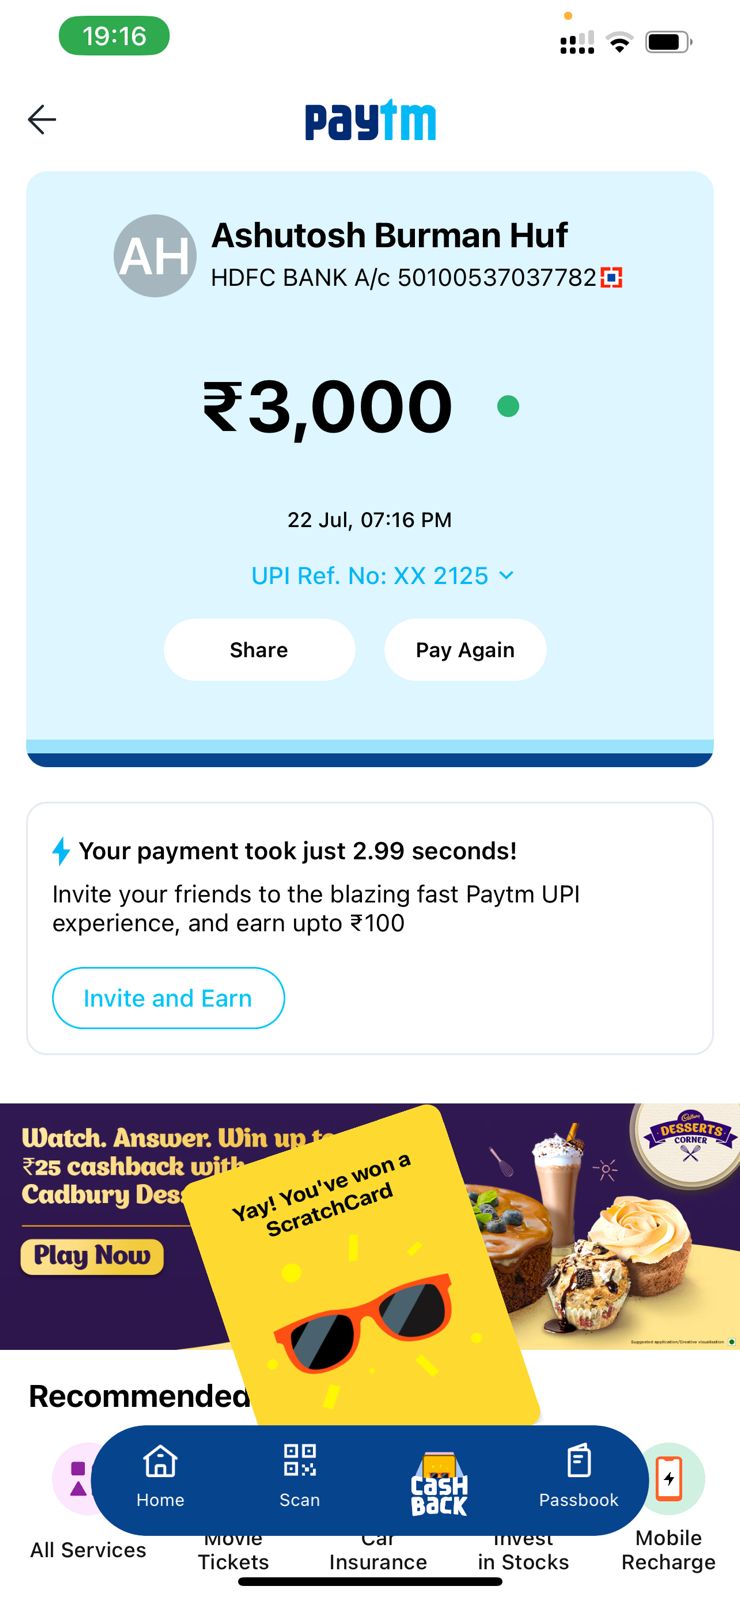 19:16
paytm
AH
Ashutosh Burman Huf
HDFC BANK A/c 50100537037782
₹3,000
22 Jul, 07:16 PM
UPI Ref. No: XX 2125
Share
Pay Again
Your payment took just 2.99 seconds!
Invite your friends to the blazing fast Paytm UPI
experience, and earn upto ₹100
Invite and Earn
Watch. Answer. Win up to
₹25 cashback with
Cadbury Des
Play Now
Cadbury
DESSERTS
CORNER
Yay! You've won a
ScratchCard
Suggested application/Creative visualisation
Recommended
Home
Scan
CASH
BACK
Passbook
All Services
Movie
Tickets
Car
Insurance
Invest
in Stocks
Mobile
Recharge